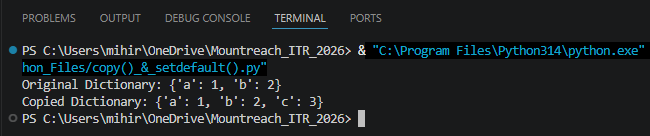 PROBLEMS OUTPUT DEBUG CONSOLE TERMINAL PORTS
PS C:\Users\mihir\OneDrive\Mountreach_ITR_2026> & "C:\Program Files\Python314\python.exe"
hon_Files/copy()_&_setdefault().py"
Original Dictionary: {'a': 1, 'b': 2}
Copied Dictionary: {'a': 1, 'b': 2, 'c': 3}
PS C:\Users\mihir\OneDrive\Mountreach_ITR_2026>